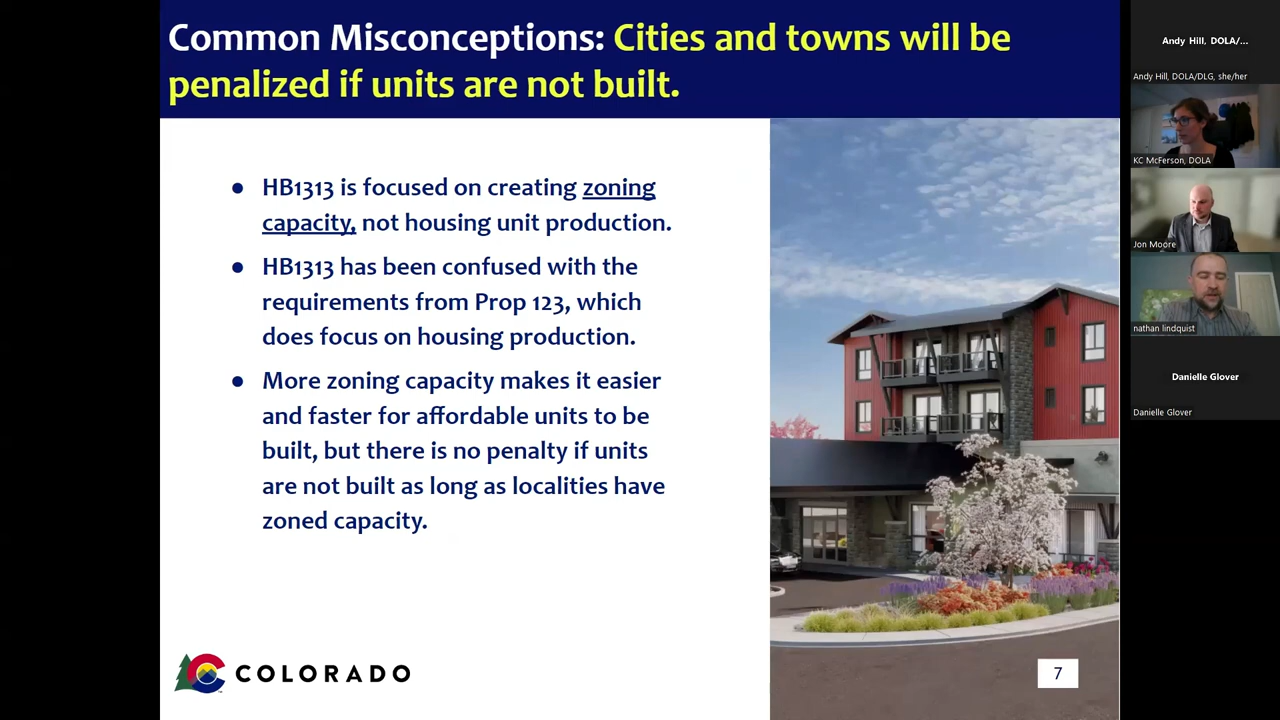 Common Misconceptions: Cities and towns will be
penalized if units are not built.
● HB1313 is focused on creating zoning
capacity, not housing unit production.
● HB1313 has been confused with the
requirements from Prop 123, which
does focus on housing production.
● More zoning capacity makes it easier
and faster for affordable units to be
built, but there is no penalty if units
are not built as long as localities have
zoned capacity.
COLORADO
7
Andy Hill, DOLA/...
Andy Hill, DOLA/DLG, she/her
KC McFerson, DOLA
Jon Moore
nathan lindquist
Danielle Glover
Danielle Glover